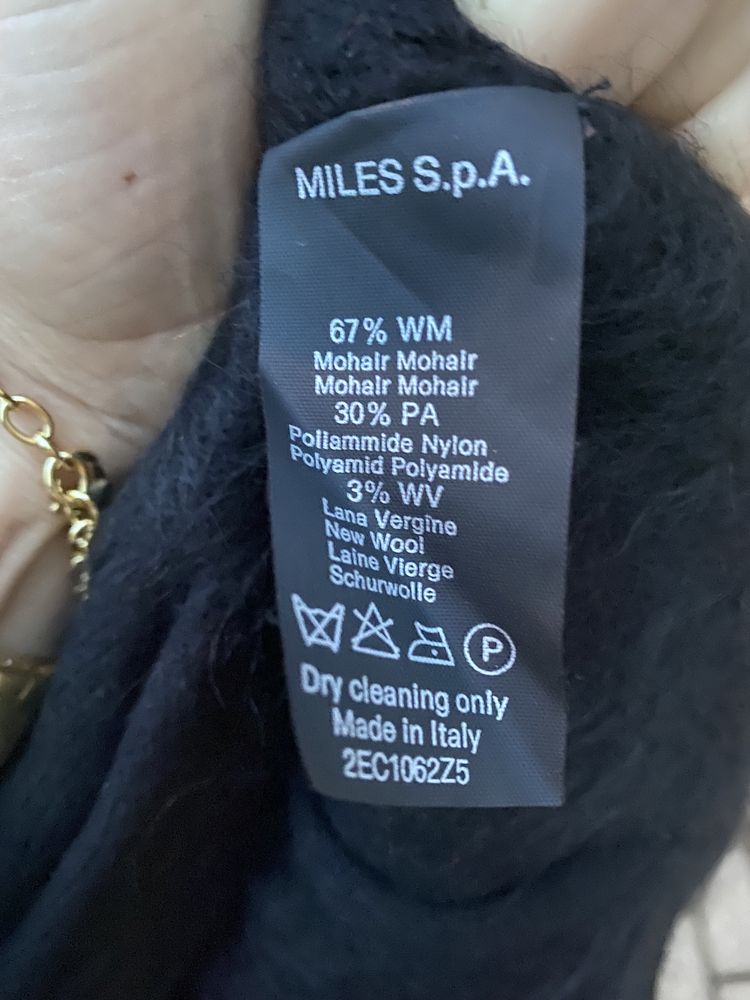 MILES S.p.A.
67% WM
Mohair Mohair
Mohair Mohair
30% PA
Poliammide Nylon
Polyamid Polyamide
3% WV
Lana Vergine
New Wool
Laine Vierge
Schurwolle
P
Dry cleaning only
Made in Italy
2EC1062Z5